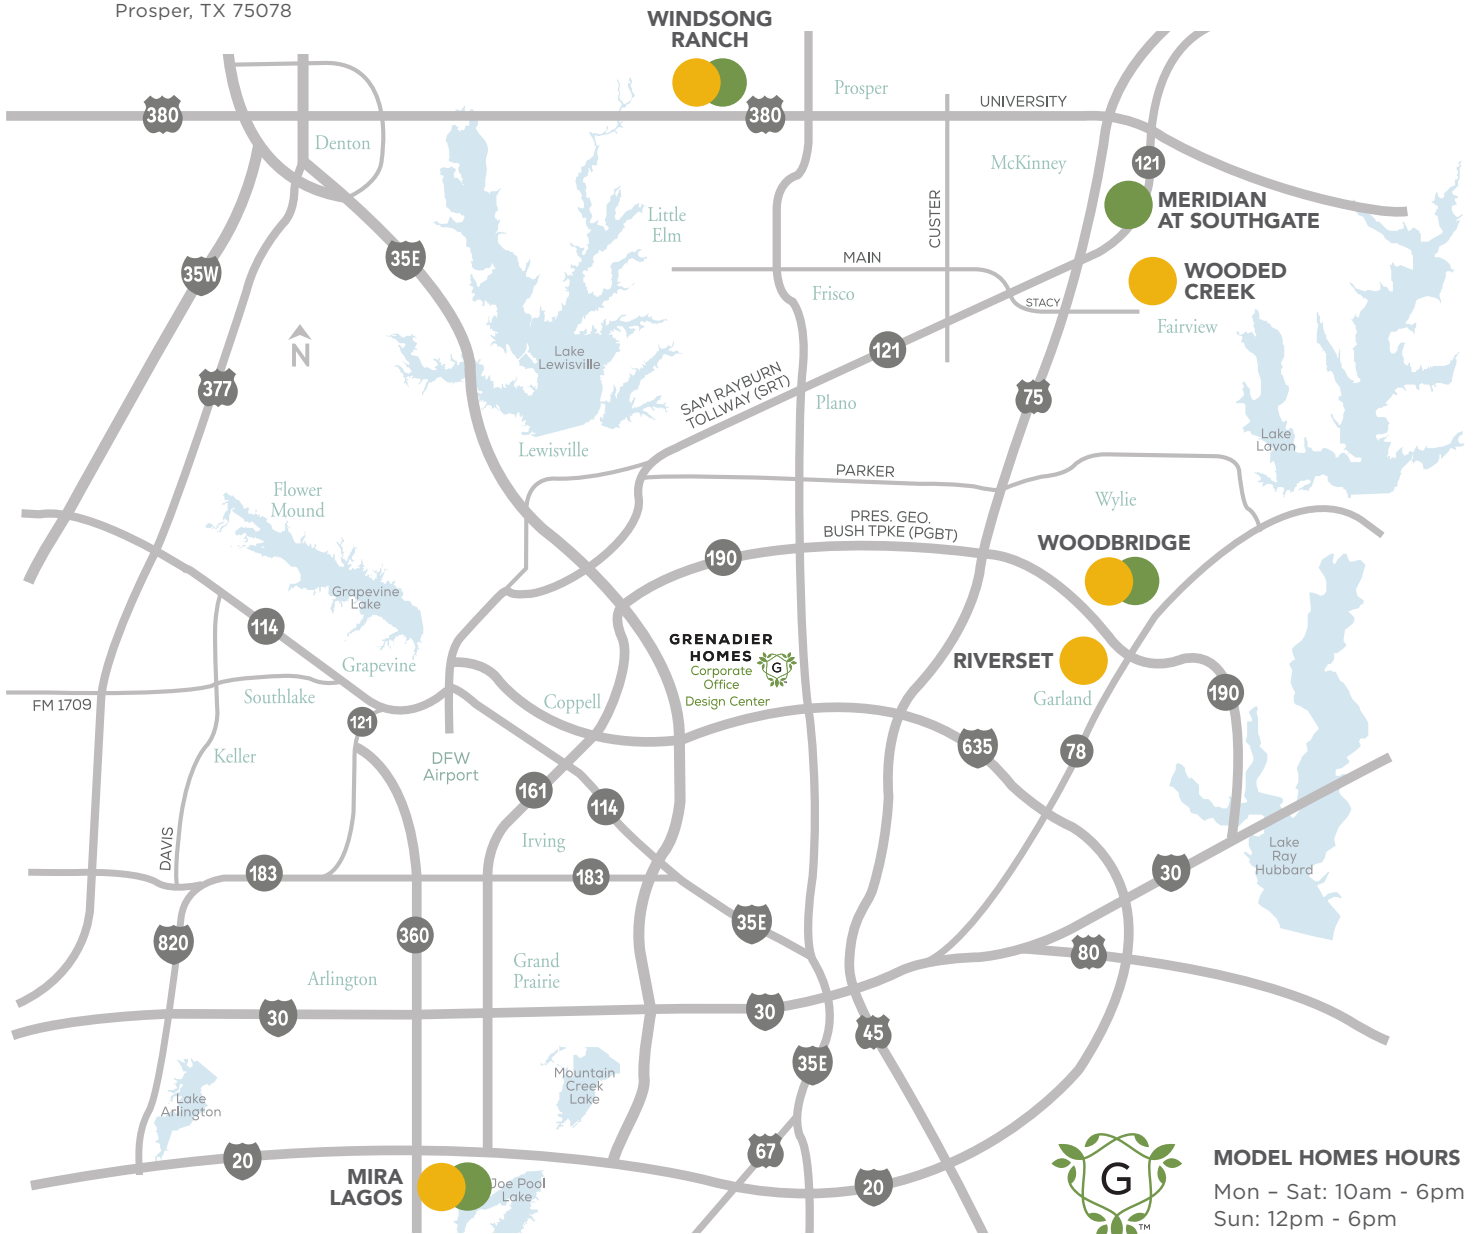 Prosper, TX 75078
WINDSONG
RANCH
Prosper
380
380
UNIVERSITY
Denton
McKinney
121
CUSTER
MERIDIAN
AT SOUTHGATE
Little
Elm
35W
35E
MAIN
WOODED
CREEK
Frisco
STACY
Fairview
N
Lake
Lewisville
121
377
SAM RAYBURN
TOLLWAY (SRT)
Plano
75
Lake
Lavon
Lewisville
PARKER
Flower
Mound
Wylie
PRES. GEO.
BUSH TPKE (PGBT)
190
WOODBRIDGE
Grapevine
Lake
114
GRENADIER
HOMES
Corporate
Office
Design Center
G
RIVERSET
Grapevine
Southlake
FM 1709
Coppell
Garland
190
121
Keller
DFW
Airport
635
78
161
114
Irving
DAVIS
183
183
Lake
Ray
Hubbard
30
820
360
35E
80
Arlington
Grand
Prairie
30
30
45
35E
Mountain
Creek
Lake
Lake
Arlington
20
67
20
MIRA
LAGOS
Joe Pool
Lake
G
TM
MODEL HOMES HOURS
Mon – Sat: 10am - 6pm
Sun: 12pm - 6pm